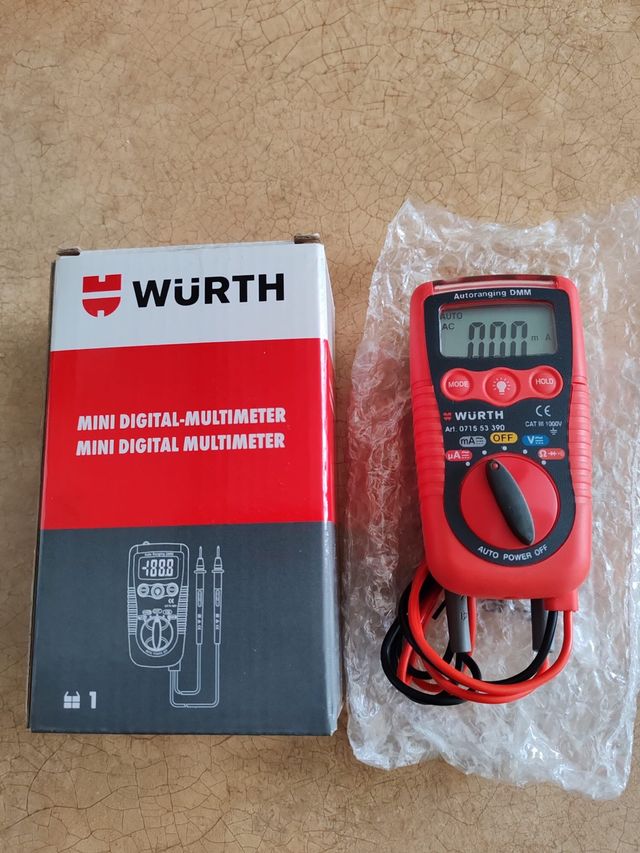 WÜRTH
MINI DIGITAL-MULTIMETER
MINI DIGITAL MULTIMETER
1
Autoranging DMM
AUTO
AC
0.00 m A
MODE
HOLD
WÜRTH
CE
Art. 0715 53 390
CAT III 1000V
mA
OFF
V
µA
Ω
AUTO POWER OFF